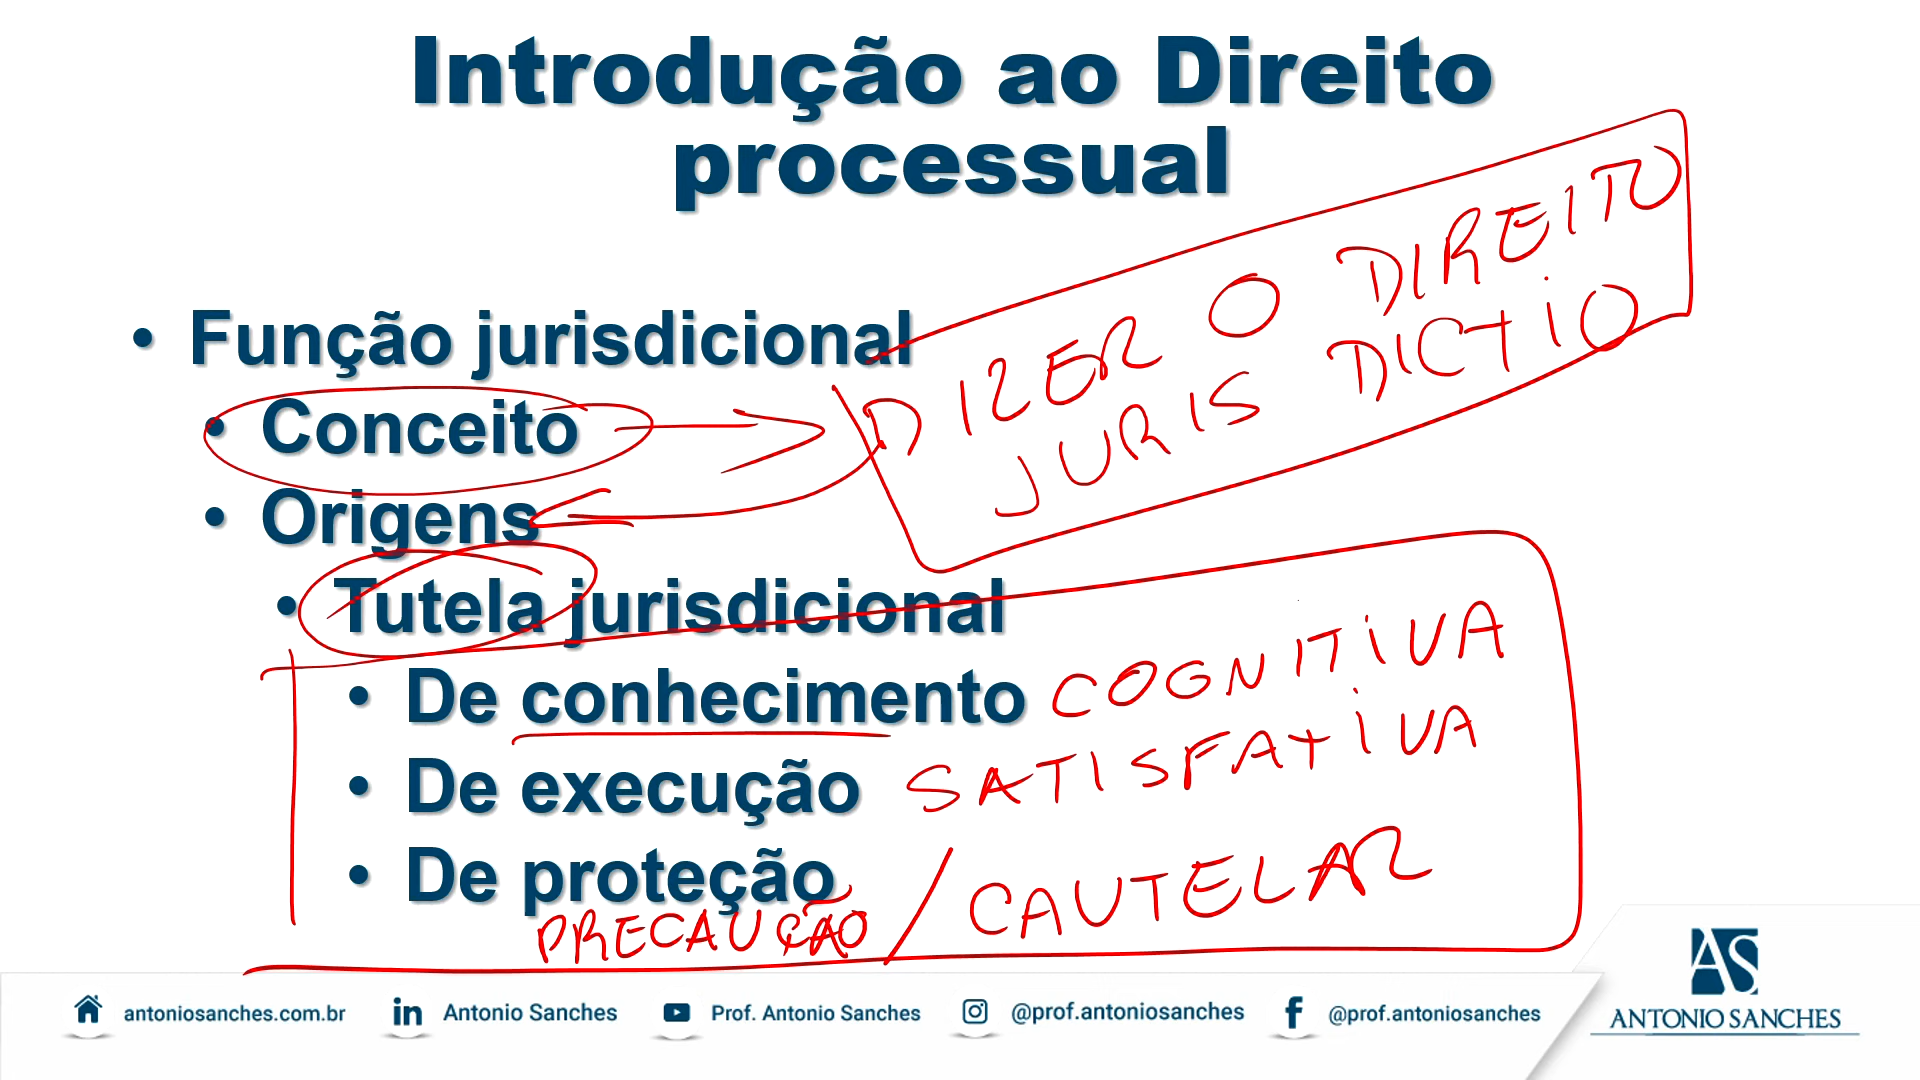 Introdução ao Direito
processual
• Função jurisdicional
• Conceito
DIZER O DIREITO
JURIS DICTIO
• Origens
• Tutela jurisdicional
• De conhecimento COGNITIVA
• De execução SATISFATIVA
• De proteção / CAUTELAR
PRECAUÇÃO
antoniosanches.com.br
Antonio Sanches
Prof. Antonio Sanches
@prof.antoniosanches
@prof.antoniosanches
AS
ANTONIO SANCHES